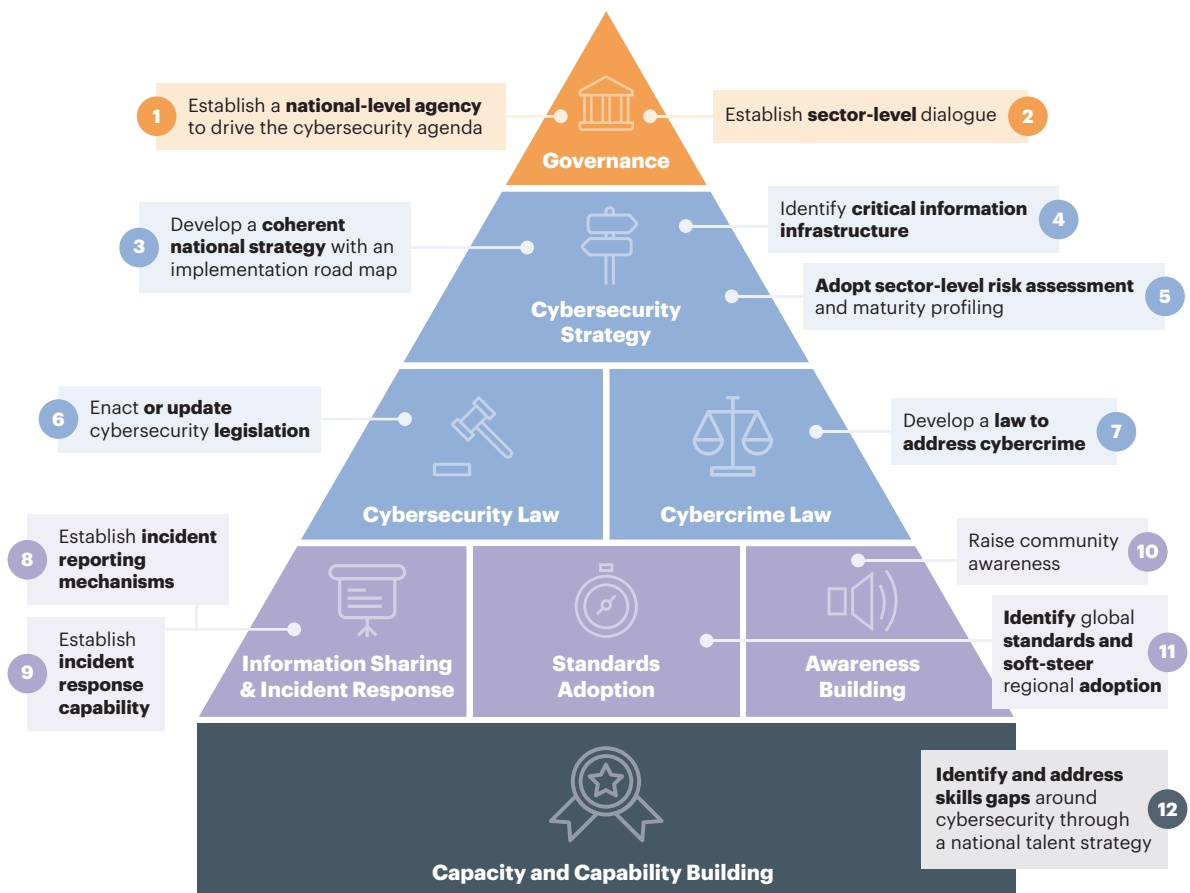 1
Establish a national-level agency
to drive the cybersecurity agenda
Establish sector-level dialogue
2
Governance
3
Develop a coherent
national strategy with an
implementation road map
Identify critical information
infrastructure
4
Adopt sector-level risk assessment
and maturity profiling
5
Cybersecurity
Strategy
6
Enact or update
cybersecurity legislation
Develop a law to
address cybercrime
7
Cybersecurity Law
Cybercrime Law
8
Establish incident
reporting
mechanisms
Raise community
awareness
10
9
Establish
incident
response
capability
Identify global
standards and
soft-steer
regional adoption
11
Information Sharing
& Incident Response
Standards
Adoption
Awareness
Building
Identify and address
skills gaps around
cybersecurity through
a national talent strategy
12
Capacity and Capability Building